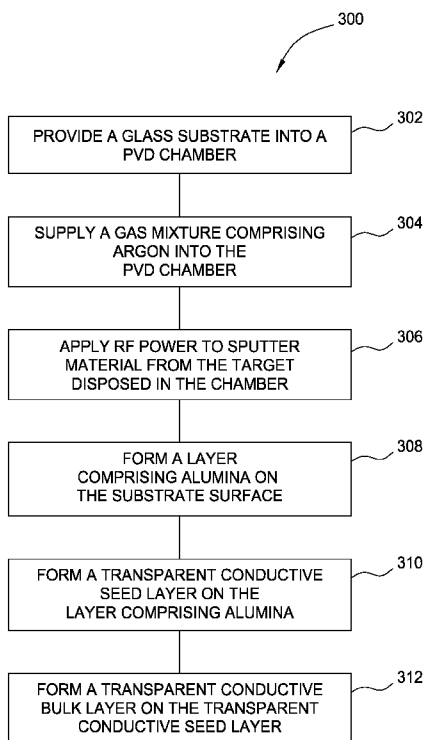 300
302
PROVIDE A GLASS SUBSTRATE INTO A
PVD CHAMBER
304
SUPPLY A GAS MIXTURE COMPRISING
ARGON INTO THE
PVD CHAMBER
306
APPLY RF POWER TO SPUTTER
MATERIAL FROM THE TARGET
DISPOSED IN THE CHAMBER
308
FORM A LAYER
COMPRISING ALUMINA ON
THE SUBSTRATE SURFACE
310
FORM A TRANSPARENT CONDUCTIVE
SEED LAYER ON THE
LAYER COMPRISING ALUMINA
312
FORM A TRANSPARENT CONDUCTIVE
BULK LAYER ON THE TRANSPARENT
CONDUCTIVE SEED LAYER